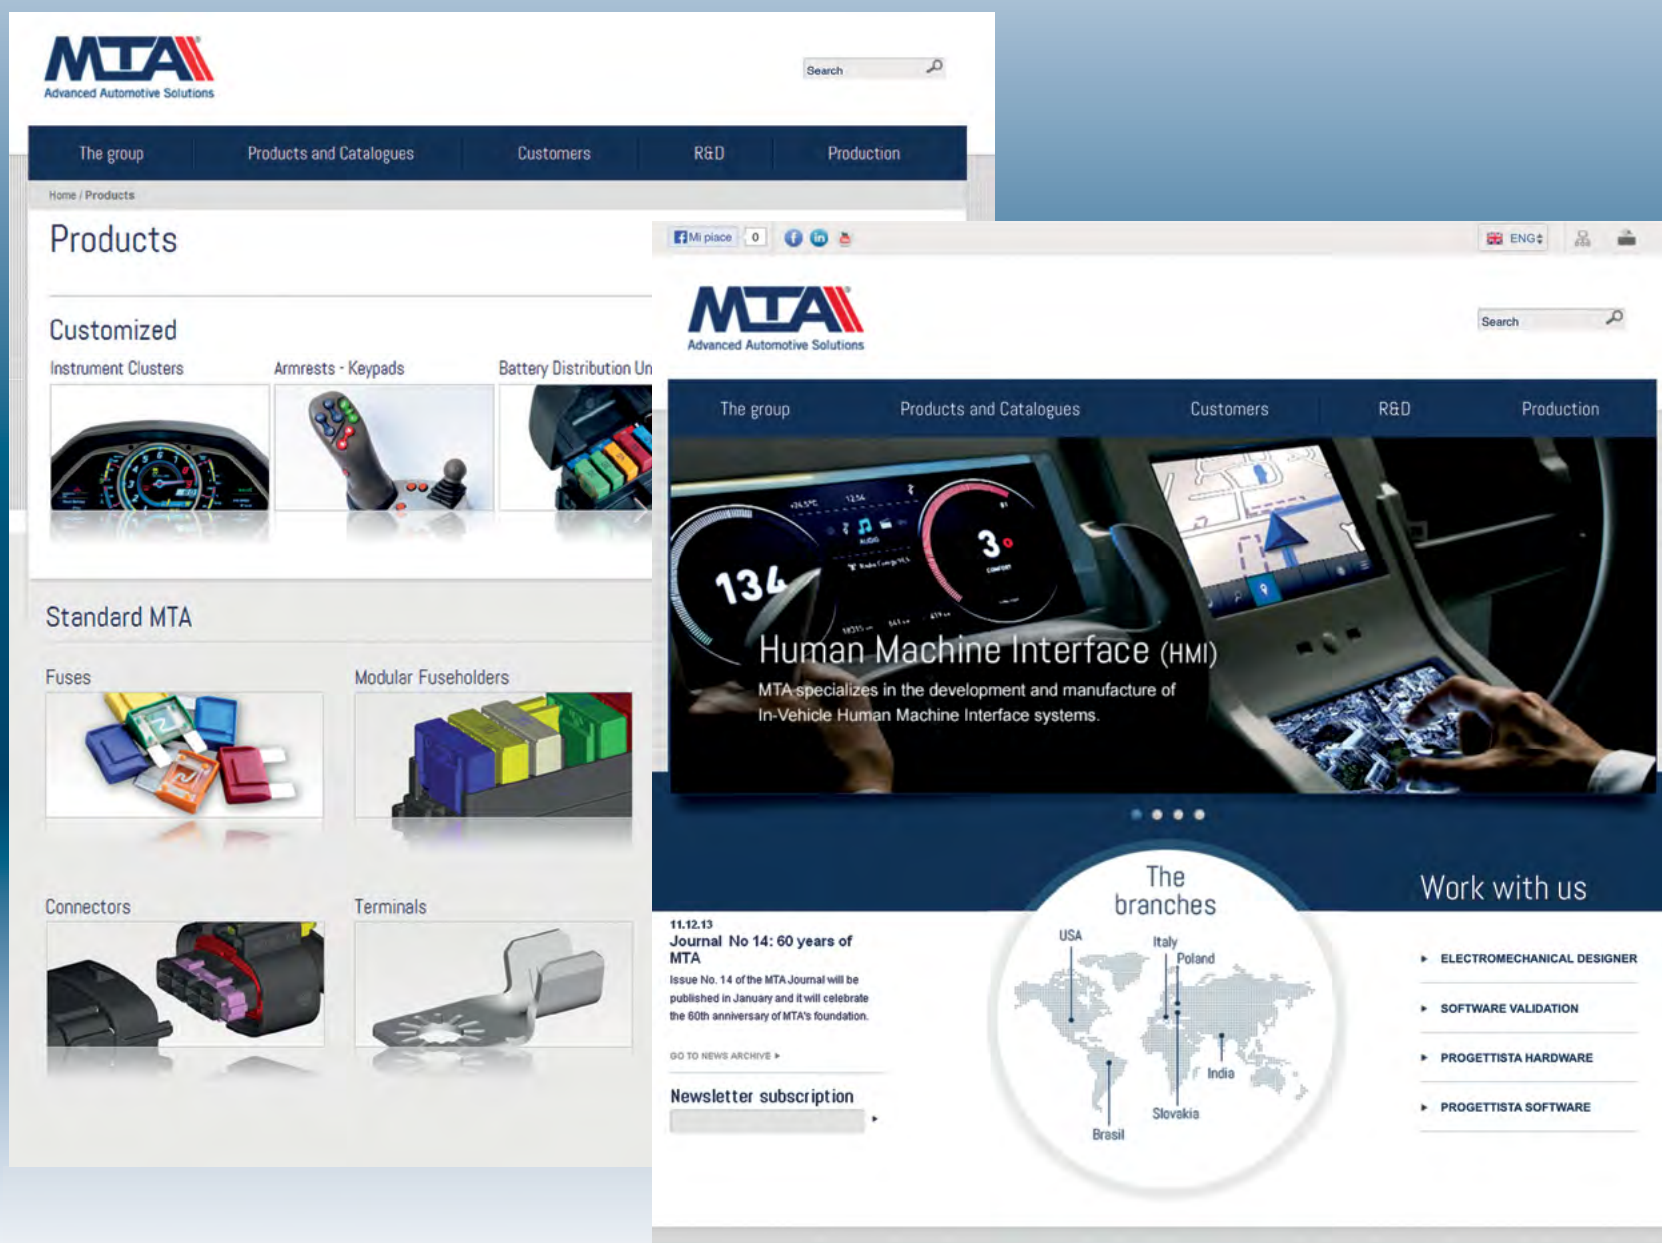 MTA
Advanced Automotive Solutions
Search
The group
Products and Catalogues
Customers
R&D
Production
Home / Products
Products
Customized
Instrument Clusters
Armrests - Keypads
Battery Distribution Un
Standard MTA
Fuses
Modular Fuseholders
Connectors
Terminals
Mi piace 0
ENG
MTA
Advanced Automotive Solutions
Search
The group
Products and Catalogues
Customers
R&D
Production
12:54
AUDIO
134
3
COMFORT
Human Machine Interface (HMI)
MTA specializes in the development and manufacture of
In-Vehicle Human Machine Interface systems.
11.12.13
Journal No 14: 60 years of
MTA
Issue No. 14 of the MTA Journal will be
published in January and it will celebrate
the 60th anniversary of MTA's foundation.
GO TO NEWS ARCHIVE
Newsletter subscription
The
branches
USA
Italy
Poland
India
Slovakia
Brasil
Work with us
ELECTROMECHANICAL DESIGNER
SOFTWARE VALIDATION
PROGETTISTA HARDWARE
PROGETTISTA SOFTWARE